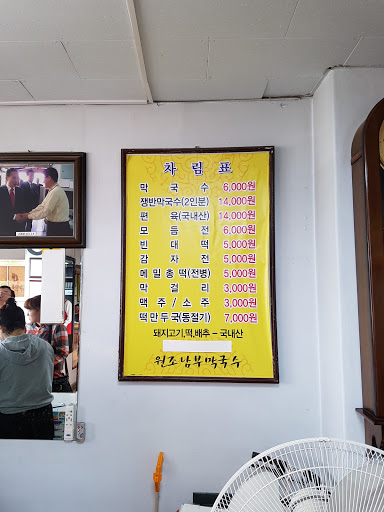 차림표
막국수 6,000원
쟁반막국수(2인분) 14,000원
편육(국내산) 14,000원
모듬전 6,000원
빈대떡 5,000원
감자전 5,000원
메밀총떡(전병) 5,000원
막걸리 3,000원
맥주/소주 3,000원
떡만두국(동절기) 7,000원
돼지고기,떡,배추 - 국내산
원조남부막국수